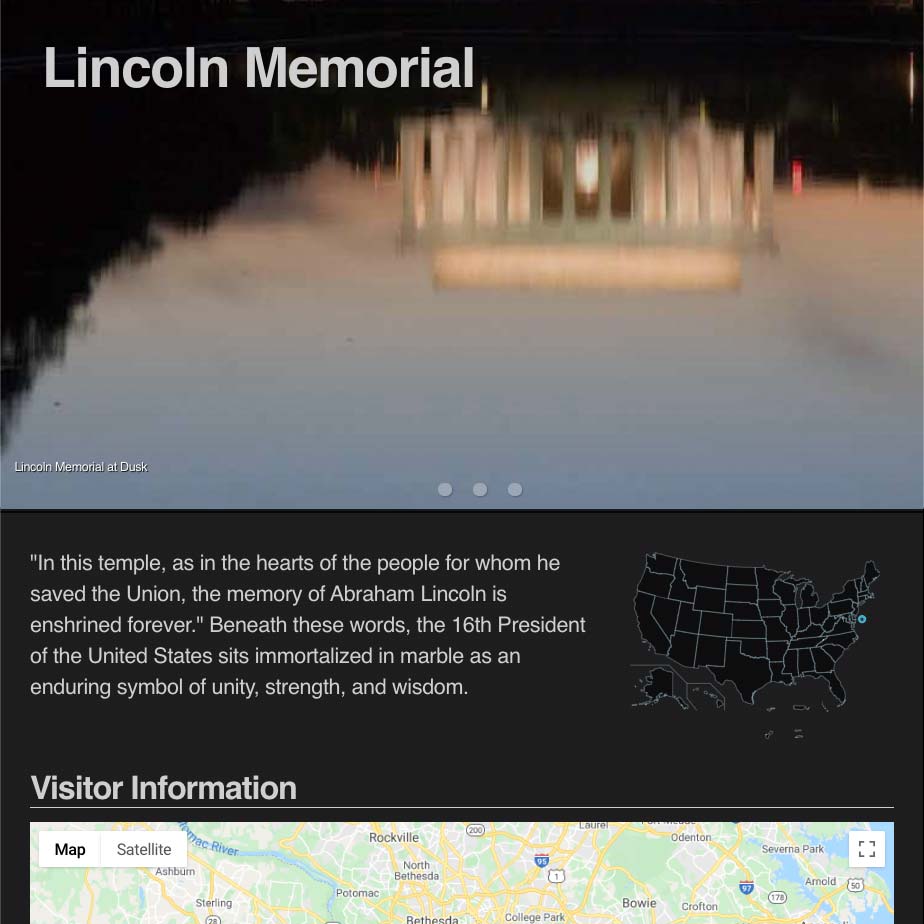 Lincoln Memorial
Lincoln Memorial at Dusk
"In this temple, as in the hearts of the people for whom he
saved the Union, the memory of Abraham Lincoln is
enshrined forever." Beneath these words, the 16th President
of the United States sits immortalized in marble as an
enduring symbol of unity, strength, and wisdom.
Visitor Information
Map
Satellite
Rockville
200
Laurel
Odenton
Severna Park
Ashburn
North
Bethesda
95
1
Potomac
97
178
Arnold
50
Sterling
28
Bethesda
College Park
Bowie
Crofton